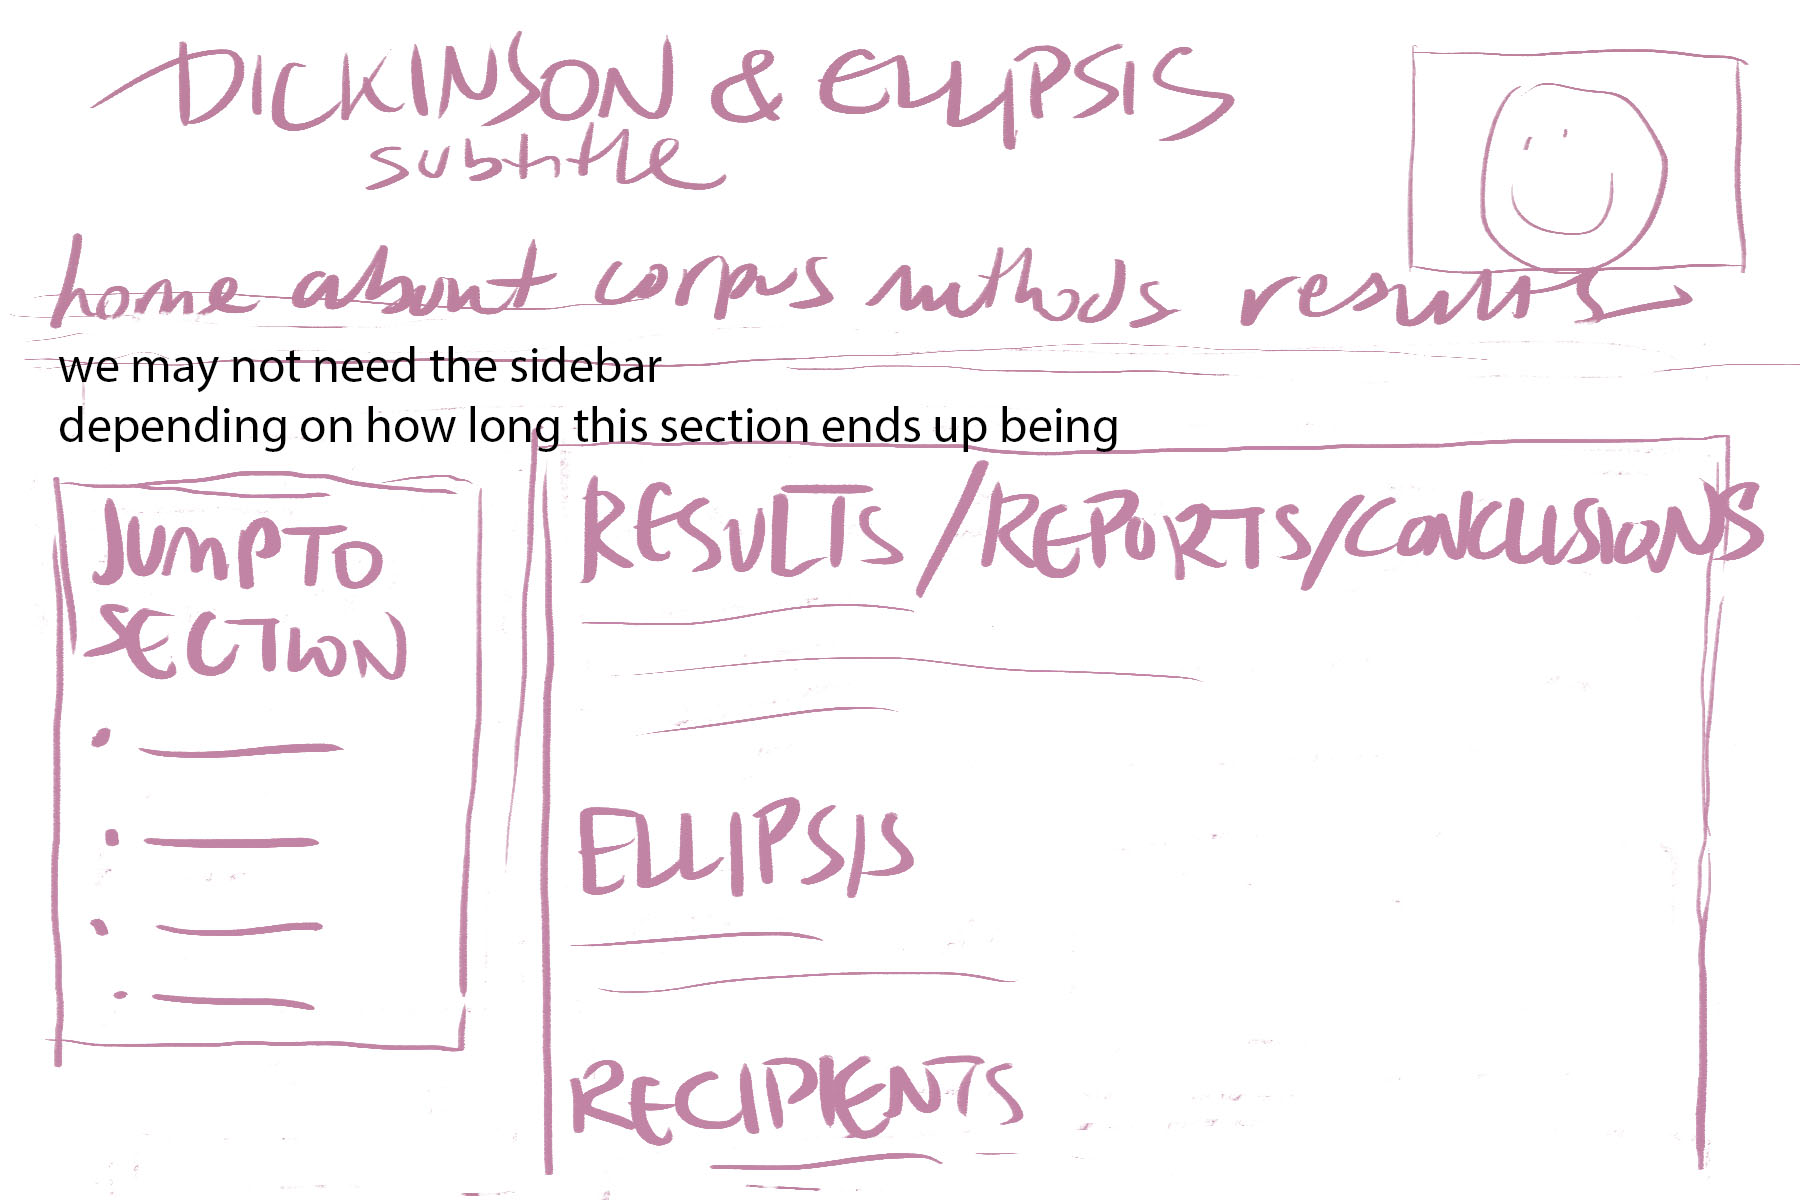 DICKINSON & ELLIPSIS
subtitle
home about corpus methods results
we may not need the sidebar
depending on how long this section ends up being
JUMP TO
SECTION
RESULTS/REPORTS/CONCLUSIONS
ELLIPSIS
RECIPIENTS